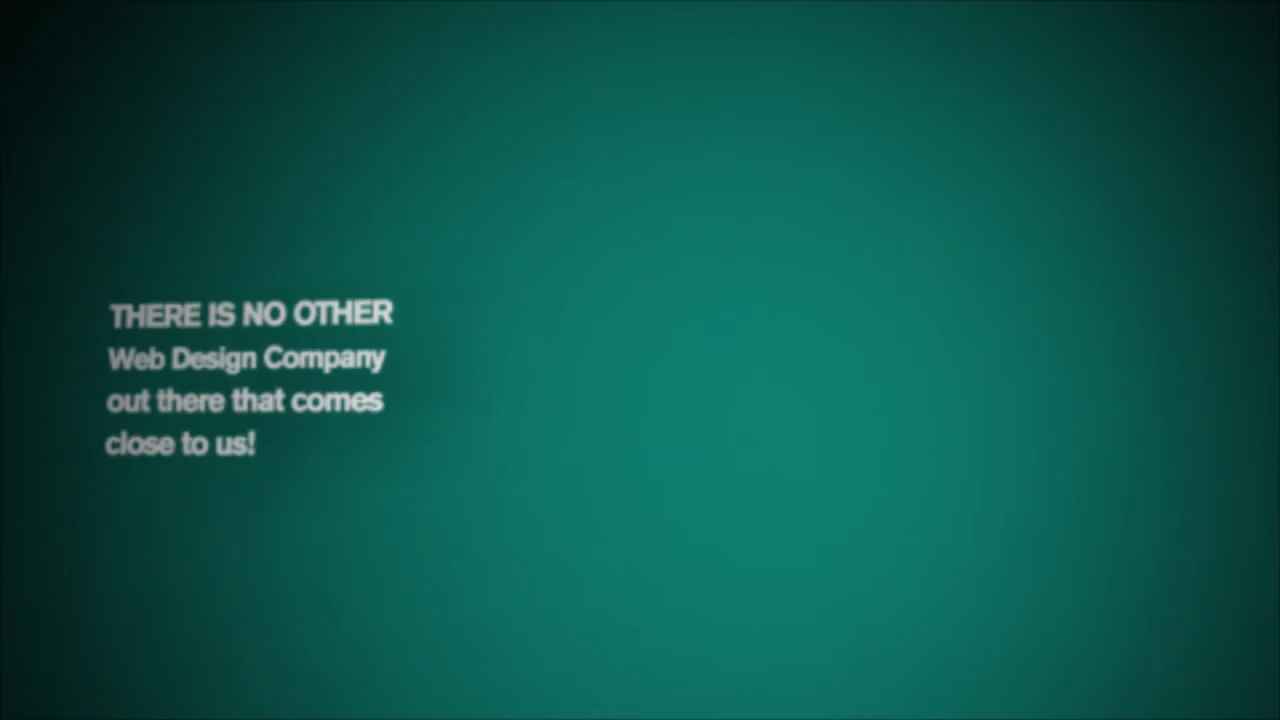 THERE IS NO OTHER
Web Design Company
out there that comes
close to us!